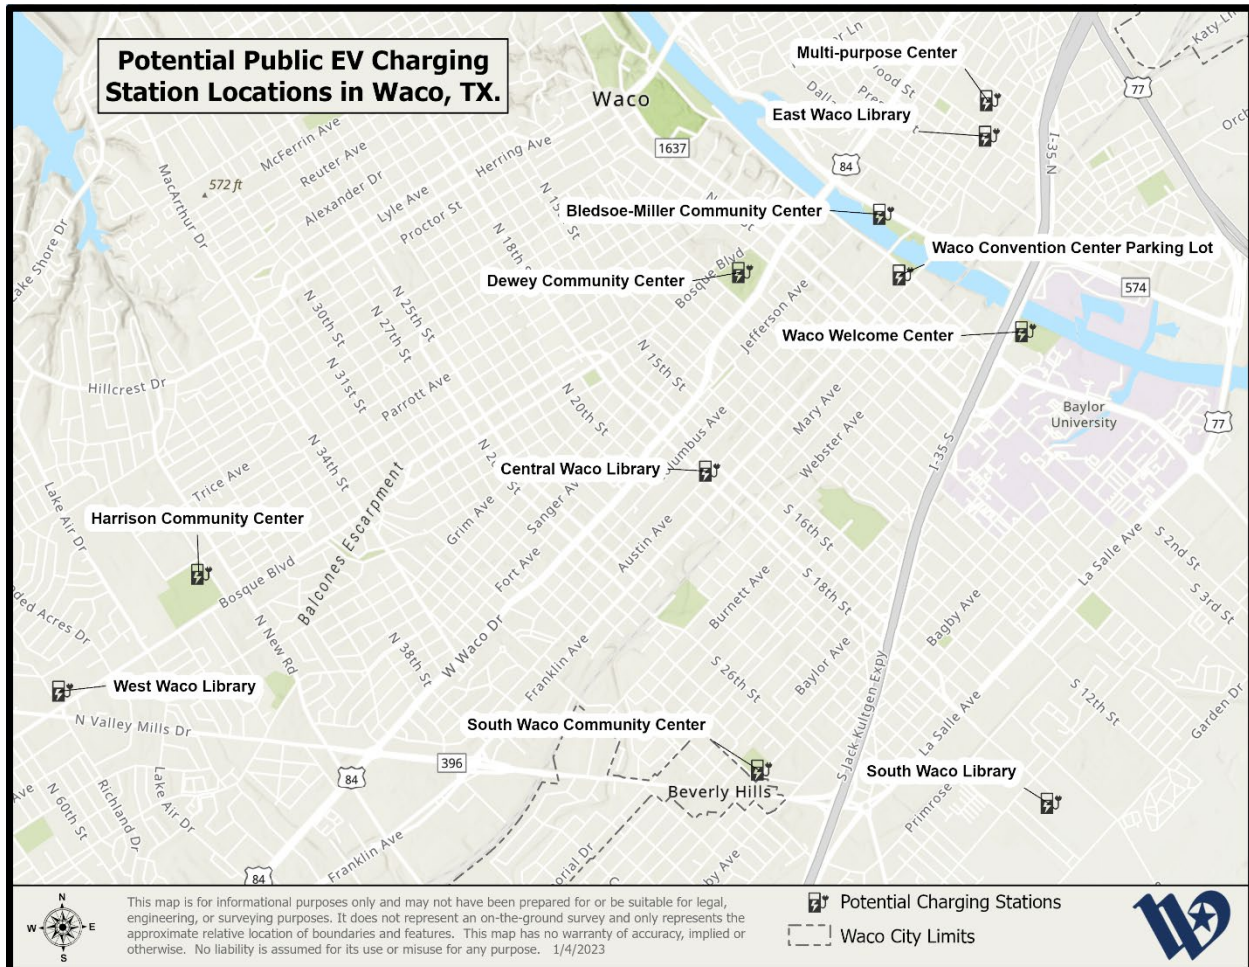 Potential Public EV Charging
Station Locations in Waco, TX.
Multi-purpose Center
East Waco Library
Bledsoe-Miller Community Center
Waco Convention Center Parking Lot
Dewey Community Center
Waco Welcome Center
Central Waco Library
Harrison Community Center
West Waco Library
South Waco Community Center
South Waco Library
Waco
Katy Ln
77
I-35 N
1637
84
574
Baylor
University
77
McFerrin Ave
Reuter Ave
Alexander Dr
Lyle Ave
Proctor St
Herring Ave
MacArthur Dr
572 ft
Lake Shore Dr
N 18th St
Bosque Blvd
Jefferson Ave
N 25th St
N 27th St
N 30th St
N 31st St
Parrott Ave
Hillcrest Dr
N 15th St
N 20th St
Mary Ave
Webster Ave
I-35 S
N 34th St
Trice Ave
Balcones Escarpment
Grim Ave
Austin Ave
Fort Ave
S 16th St
S 18th St
Burnett Ave
Lake Air Dr
Bosque Blvd
N New Rd
N 38th St
W Waco Dr
Franklin Ave
S 26th St
Baylor Ave
S Jack Kultgen Expy
Bagby Ave
La Salle Ave
La Salle Ave
S 2nd St
S 3rd St
S 12th St
Garden Dr
Primrose
N Valley Mills Dr
396
84
84
Beverly Hills
N 60th St
Richland Dr
Lake Air Dr
Franklin Ave
N
W
E
S
This map is for informational purposes only and may not have been prepared for or be suitable for legal,
engineering, or surveying purposes. It does not represent an on-the-ground survey and only represents the
approximate relative location of boundaries and features. This map has no warranty of accuracy, implied or
otherwise. No liability is assumed for its use or misuse for any purpose. 1/4/2023
Potential Charging Stations
Waco City Limits